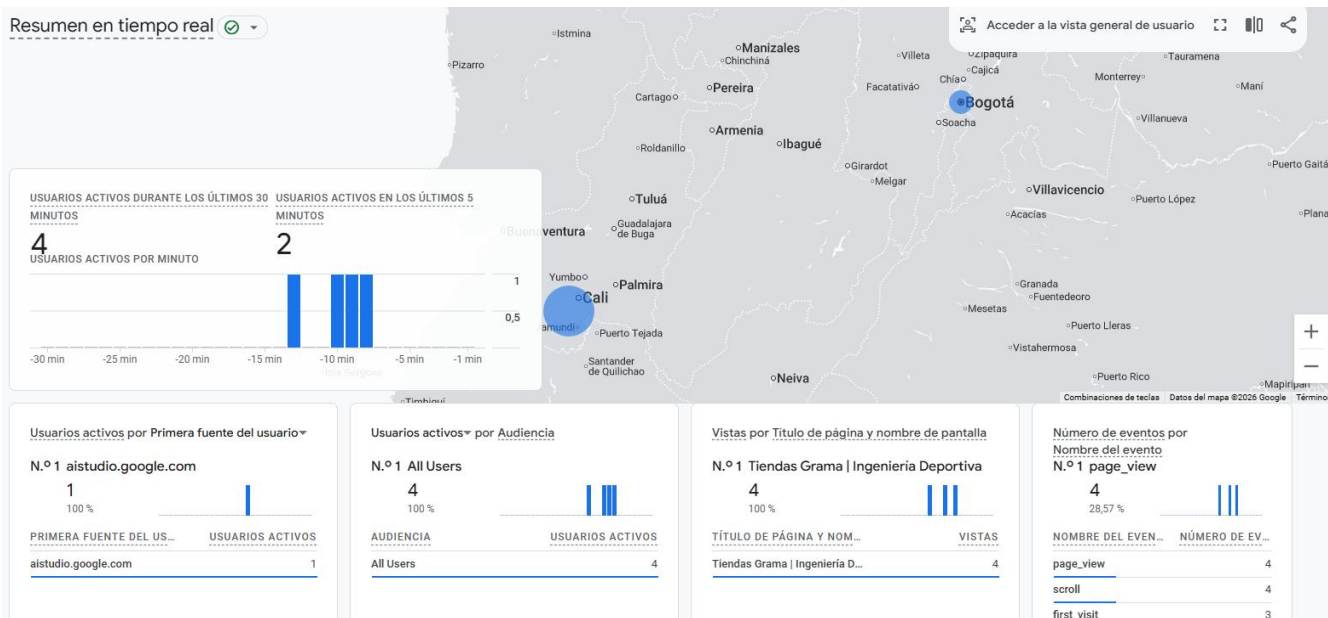 Resumen en tiempo real
Acceder a la vista general de usuario
Istmina
Pizarro
Manizales
Chinchiná
Villeta
Zipaquirá
Cajicá
Chía
Tauramena
Monterrey
Maní
Pereira
Cartago
Facatativá
Bogotá
Soacha
Villanueva
Armenia
Ibagué
Roldanillo
Girardot
Melgar
Puerto Gaitá
Villavicencio
Puerto López
Acacías
Plana
Tuluá
Guadalajara
de Buga
Buenaventura
USUARIOS ACTIVOS DURANTE LOS ÚLTIMOS 30
MINUTOS
4
USUARIOS ACTIVOS EN LOS ÚLTIMOS 5
MINUTOS
2
USUARIOS ACTIVOS POR MINUTO
1
0,5
-30 min -25 min -20 min -15 min -10 min -5 min -1 min
Isla Gorgona
Yumbo
Palmira
Cali
amundí
Puerto Tejada
Santander
de Quilichao
Timbiquí
Neiva
Granada
Fuentedeoro
Mesetas
Puerto Lleras
Vistahermosa
Puerto Rico
Mapiripán
+
−
Combinaciones de teclas Datos del mapa ©2026 Google Término
Usuarios activos por Primera fuente del usuario
N.º 1 aistudio.google.com
1
100 %
PRIMERA FUENTE DEL US... USUARIOS ACTIVOS
aistudio.google.com 1
Usuarios activos por Audiencia
N.º 1 All Users
4
100 %
AUDIENCIA USUARIOS ACTIVOS
All Users 4
Vistas por Título de página y nombre de pantalla
N.º 1 Tiendas Grama | Ingeniería Deportiva
4
100 %
TÍTULO DE PÁGINA Y NOM... VISTAS
Tiendas Grama | Ingeniería D... 4
Número de eventos por
Nombre del evento
N.º 1 page_view
4
28,57 %
NOMBRE DEL EVEN... NÚMERO DE EV...
page_view 4
scroll 4
first_visit 3